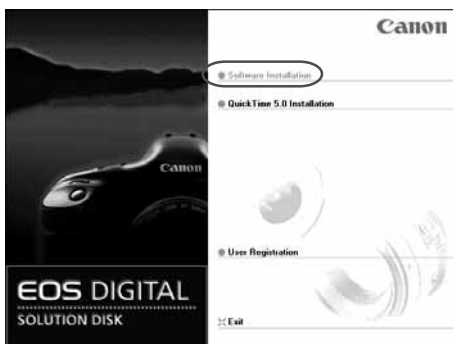 Canon
Software Installation
QuickTime 5.0 Installation
Canon
User Registration
EOS DIGITAL
SOLUTION DISK
Exit